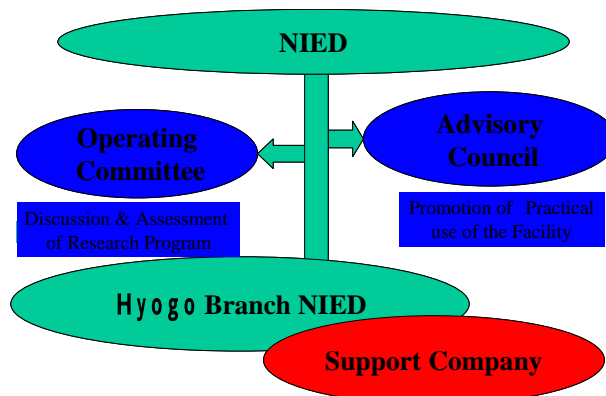 NIED
Operating
Committee
Advisory
Council
Discussion & Assessment
of Research Program
Promotion of Practical
use of the Facility
Hyogo Branch NIED
Support Company